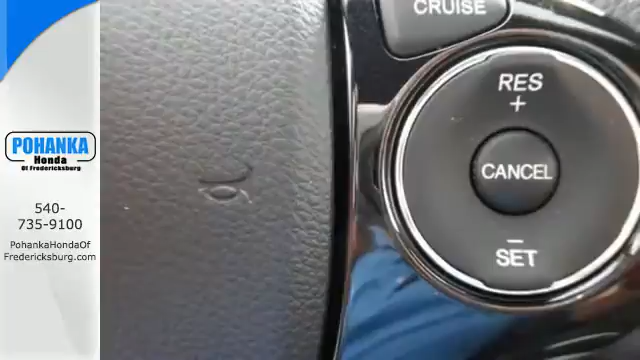 POHANKA
Honda
Of Fredericksburg
540-
735-9100
PohankaHondaOf
Fredericksburg.com
CRUISE
RES
+
CANCEL
–
SET